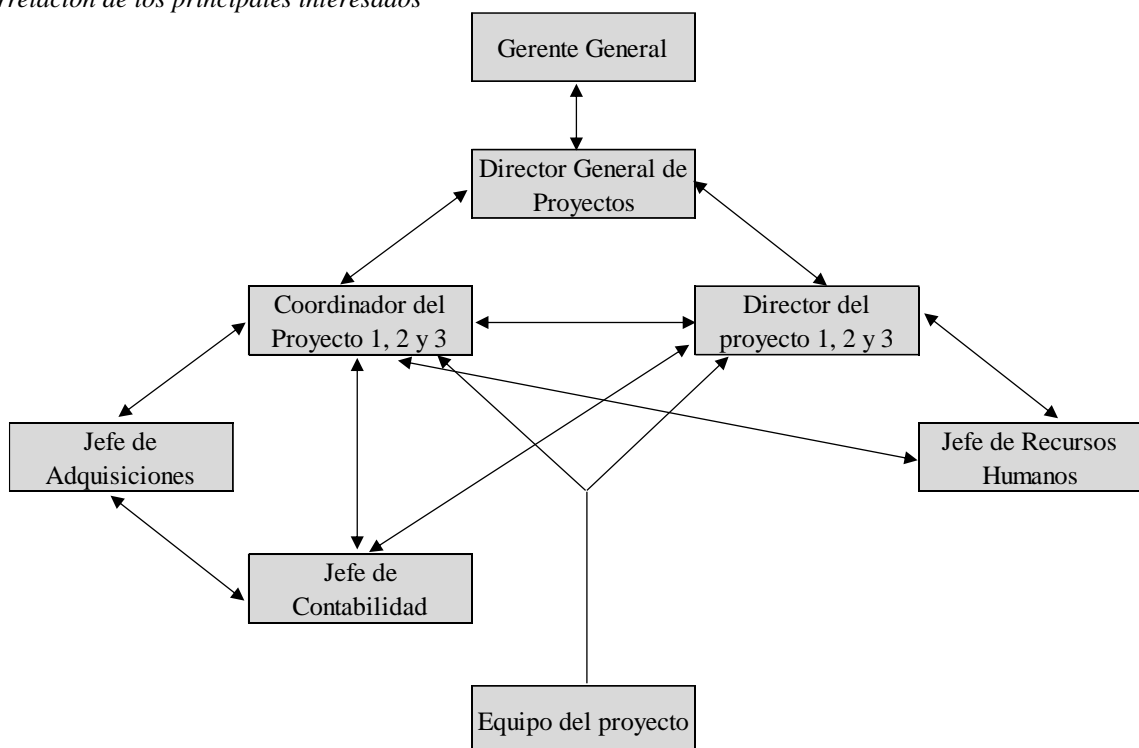 rrelación de los principales interesados
Gerente General
Director General de
Proyectos
Coordinador del
Proyecto 1, 2 y 3
Director del
proyecto 1, 2 y 3
Jefe de
Adquisiciones
Jefe de Recursos
Humanos
Jefe de
Contabilidad
Equipo del proyecto